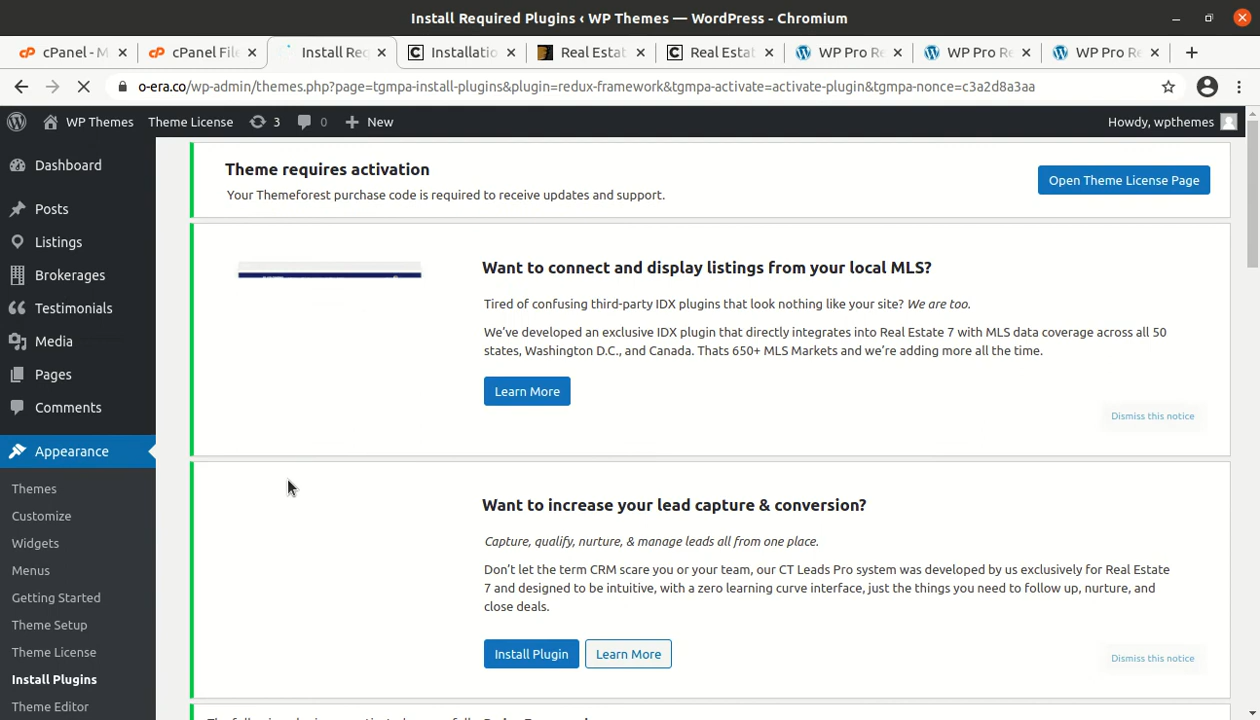 Install Required Plugins ‹ WP Themes — WordPress - Chromium
cPanel - M
cPanel File
Install Req
Installatio
Real Estat
Real Estat
WP Pro Re
WP Pro Re
WP Pro Re
o-era.co/wp-admin/themes.php?page=tgmpa-install-plugins&plugin=redux-framework&tgmpa-activate=activate-plugin&tgmpa-nonce=c3a2d8a3aa
WP Themes
Theme License
3
0
New
Howdy, wpthemes
Dashboard
Posts
Listings
Brokerages
Testimonials
Media
Pages
Comments
Appearance
Themes
Customize
Widgets
Menus
Getting Started
Theme Setup
Theme License
Install Plugins
Theme Editor
Theme requires activation
Your Themeforest purchase code is required to receive updates and support.
Open Theme License Page
Want to connect and display listings from your local MLS?
Tired of confusing third-party IDX plugins that look nothing like your site? We are too.
We've developed an exclusive IDX plugin that directly integrates into Real Estate 7 with MLS data coverage across all 50
states, Washington D.C., and Canada. Thats 650+ MLS Markets and we're adding more all the time.
Learn More
Dismiss this notice
Want to increase your lead capture & conversion?
Capture, qualify, nurture, & manage leads all from one place.
Don't let the term CRM scare you or your team, our CT Leads Pro system was developed by us exclusively for Real Estate
7 and designed to be intuitive, with a zero learning curve interface, just the things you need to follow up, nurture, and
close deals.
Install Plugin
Learn More
Dismiss this notice